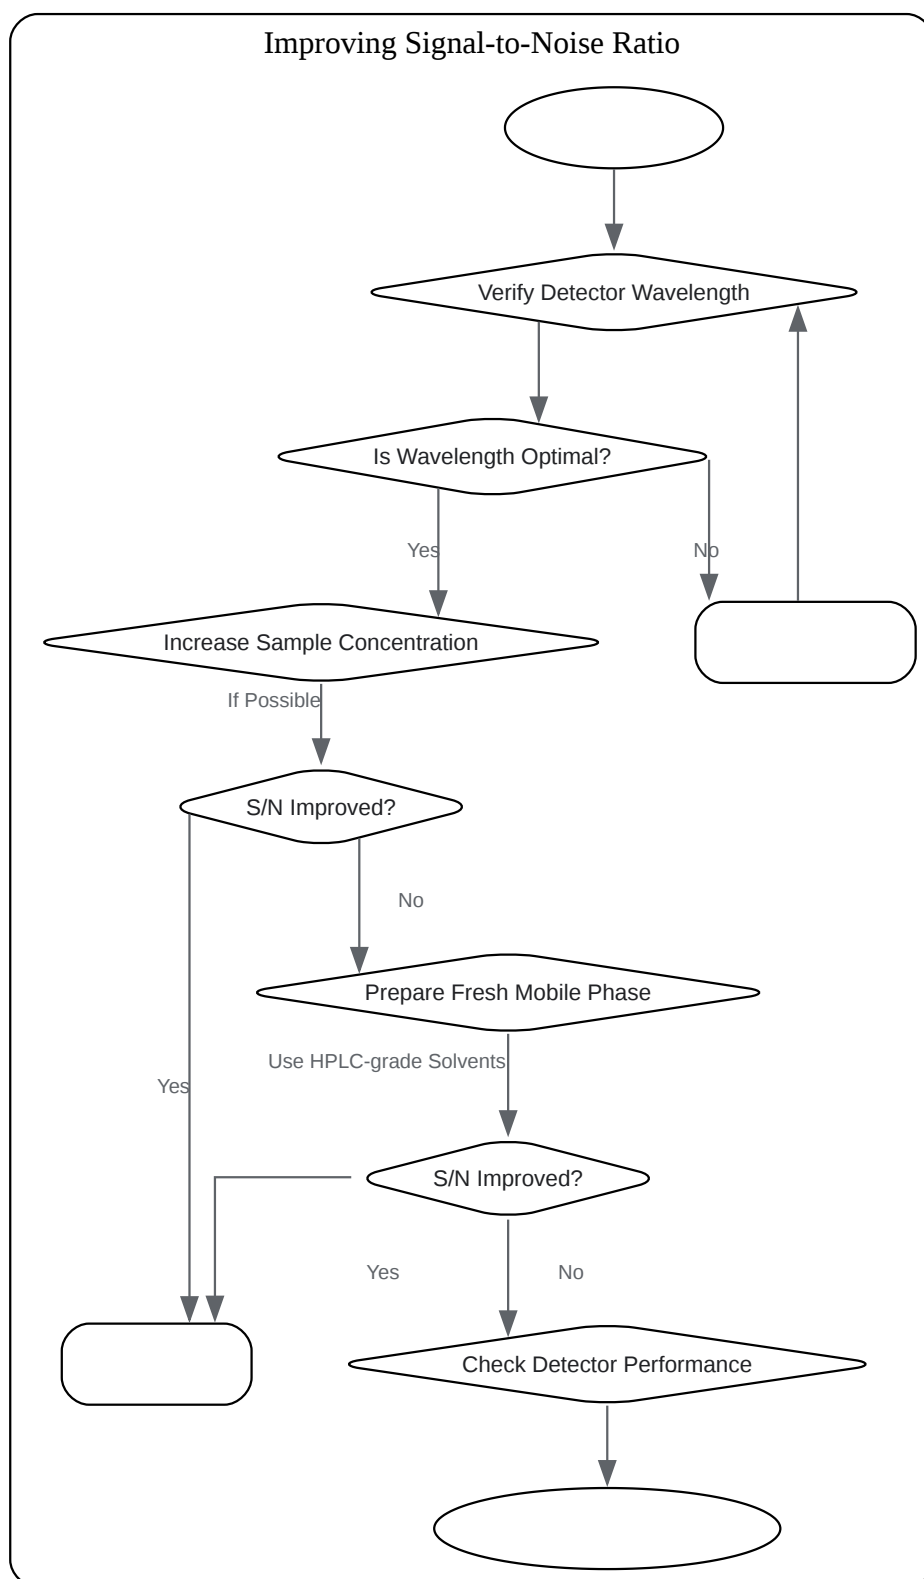 Improving Signal-to-Noise Ratio
Verify Detector Wavelength
Is Wavelength Optimal?
Yes
No
Increase Sample Concentration
If Possible
S/N Improved?
No
Prepare Fresh Mobile Phase
Use HPLC-grade Solvents
Yes
S/N Improved?
Yes
No
Check Detector Performance